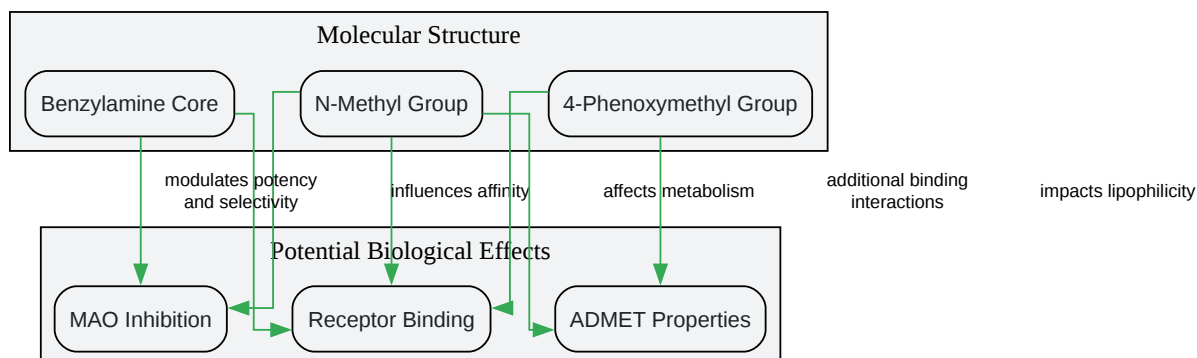 Molecular Structure
Benzylamine Core
N-Methyl Group
4-Phenoxymethyl Group
modulates potency
and selectivity
influences affinity
affects metabolism
additional binding
interactions
impacts lipophilicity
Potential Biological Effects
MAO Inhibition
Receptor Binding
ADMET Properties